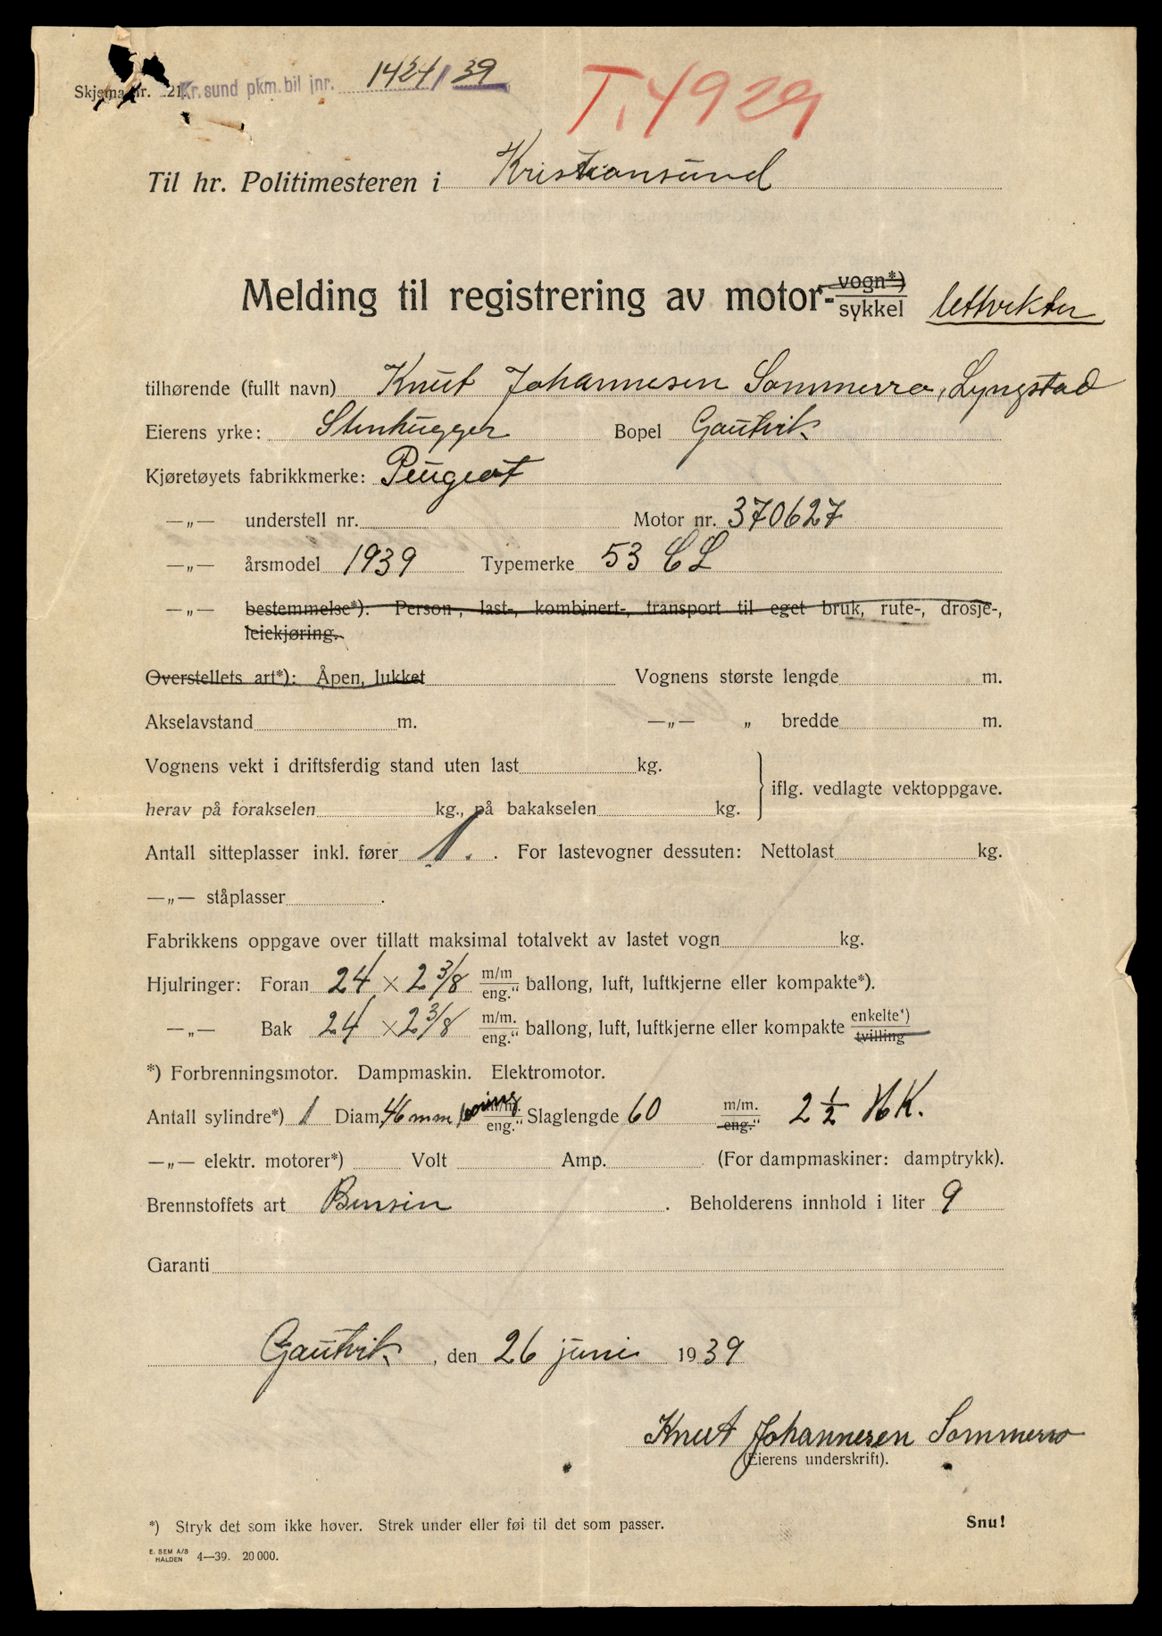 Skjema nr. 21 Kr.sund pkm. bil jnr. 1424/39
T.4929
Til hr. Politimesteren i Kristiansund
Melding til registrering av motor- vogn*) sykkel lettvekter
tilhørende (fullt navn) Knut Johannesen Sommerro, Lyngstad
Eierens yrke: Stenhugger Bopel Gautvik
Kjøretøyets fabrikkmerke: Peugeot
—„— understell nr. Motor nr. 370627
—„— årsmodel 1939 Typemerke 53 CL
—„— bestemmelse*): Person-, last-, kombinert-, transport til eget bruk, rute-, drosje-,
leiekjøring.
Overstellets art*): Åpen, lukket Vognens største lengde m.
Akselavstand m. —„— „ bredde m.
Vognens vekt i driftsferdig stand uten last kg.
iflg. vedlagte vektoppgave.
herav på forakselen kg., på bakakselen kg.
Antall sitteplasser inkl. fører 1. . For lastevogner dessuten: Nettolast kg.
—„— ståplasser .
Fabrikkens oppgave over tillatt maksimal totalvekt av lastet vogn kg.
Hjulringer: Foran 24 × 2 3/8 m/m eng.“ ballong, luft, luftkjerne eller kompakte*).
—„— Bak 24 × 2 3/8 m/m. eng.“ ballong, luft, luftkjerne eller kompakte enkelte*) tvilling
*) Forbrenningsmotor. Dampmaskin. Elektromotor.
Antall sylindre*) 1 Diam. 46 mm boring m/m. eng.“ Slaglengde 60 m/m. eng.“ 2 1/2 HK.
—„— elektr. motorer*) Volt Amp. (For dampmaskiner: damptrykk).
Brennstoffets art Bensin . Beholderens innhold i liter 9
Garanti
Gautvik, den 26 juni 1939
Knut Johannesen Sommerro
(Eierens underskrift).
*) Stryk det som ikke høver. Strek under eller føi til det som passer. Snu!
E. SEM A/S HALDEN 4—39. 20 000.